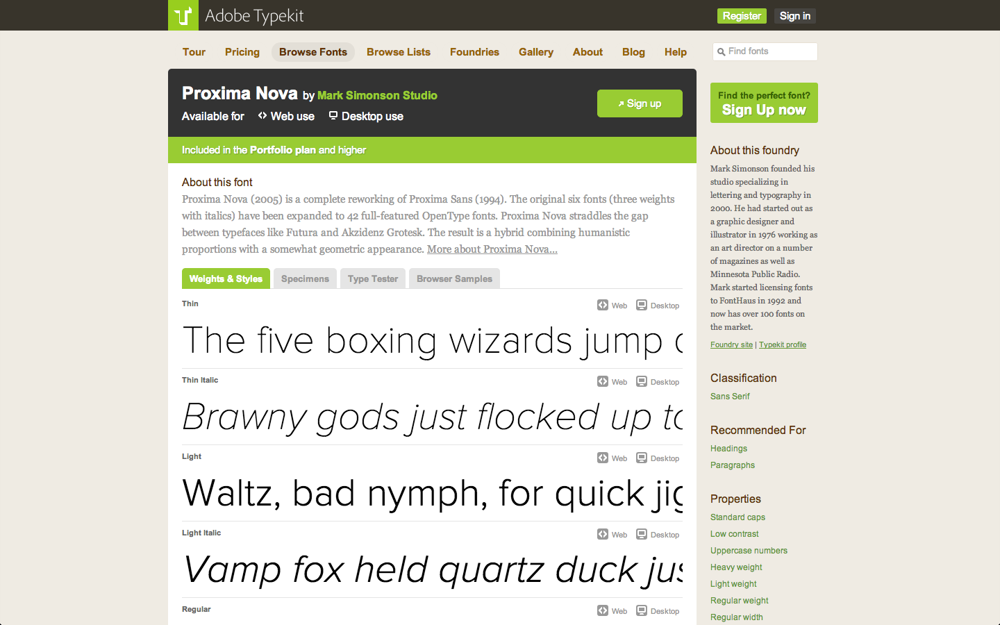 Adobe Typekit
Register Sign in
Tour Pricing Browse Fonts Browse Lists Foundries Gallery About Blog Help
Find fonts
Proxima Nova by Mark Simonson Studio
Available for Web use Desktop use
Sign up
Included in the Portfolio plan and higher
About this font
Proxima Nova (2005) is a complete reworking of Proxima Sans (1994). The original six fonts (three weights
with italics) have been expanded to 42 full-featured OpenType fonts. Proxima Nova straddles the gap
between typefaces like Futura and Akzidenz Grotesk. The result is a hybrid combining humanistic
proportions with a somewhat geometric appearance. More about Proxima Nova...
Weights & Styles Specimens Type Tester Browser Samples
Thin Web Desktop
The five boxing wizards jump
Thin Italic Web Desktop
Brawny gods just flocked up to
Light Web Desktop
Waltz, bad nymph, for quick jig
Light Italic Web Desktop
Vamp fox held quartz duck jus
Regular Web Desktop
Find the perfect font?
Sign Up now
About this foundry
Mark Simonson founded his
studio specializing in
lettering and typography in
2000. He had started out as
a graphic designer and
illustrator in 1976 working as
an art director on a number
of magazines as well as
Minnesota Public Radio.
Mark started licensing fonts
to FontHaus in 1992 and
now has over 100 fonts on
the market.
Foundry site | Typekit profile
Classification
Sans Serif
Recommended For
Headings
Paragraphs
Properties
Standard caps
Low contrast
Uppercase numbers
Heavy weight
Light weight
Regular weight
Regular width